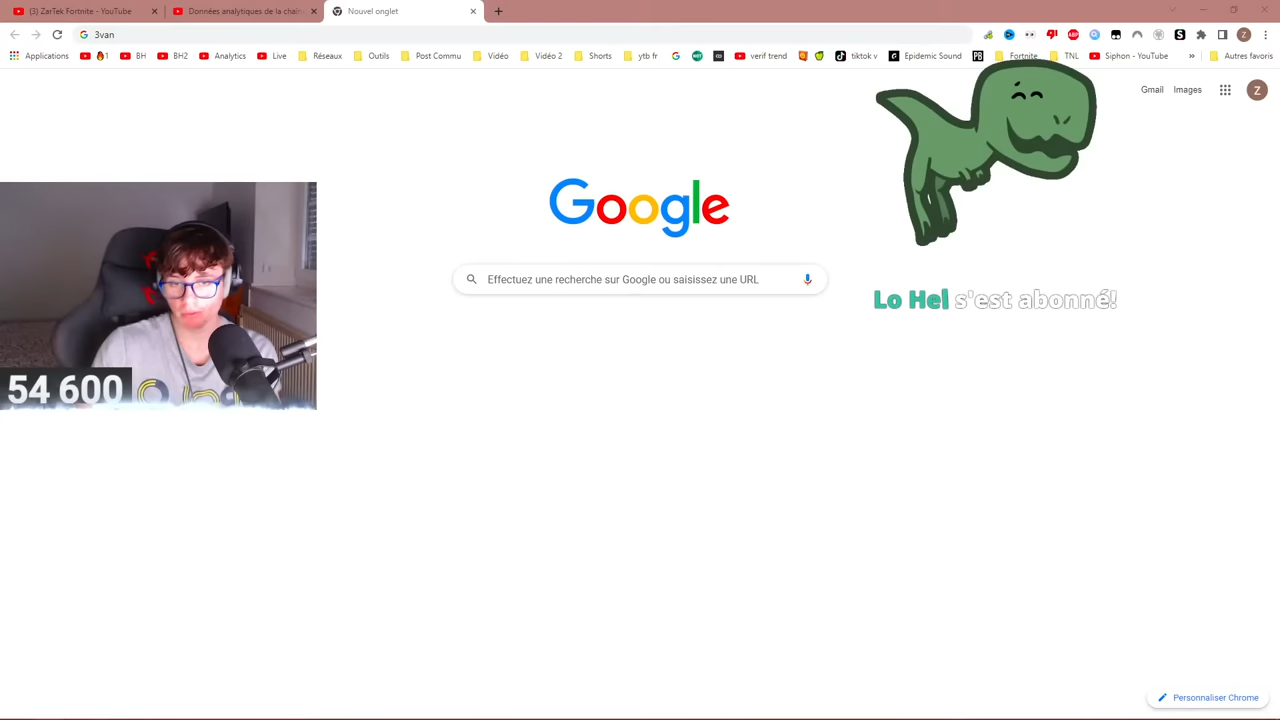 (3) ZarTek Fortnite - YouTube
Données analytiques de la chaîn
Nouvel onglet
3van
Applications
1
BH
BH2
Analytics
Live
Réseaux
Outils
Post Commu
Vidéo
Vidéo 2
Shorts
ytb fr
verif trend
tiktok v
Epidemic Sound
Fortnite
TNL
Siphon - YouTube
»
Autres favoris
Gmail
Images
Z
Google
Effectuez une recherche sur Google ou saisissez une URL
Lo Hel s'est abonné!
54 600
Personnaliser Chrome